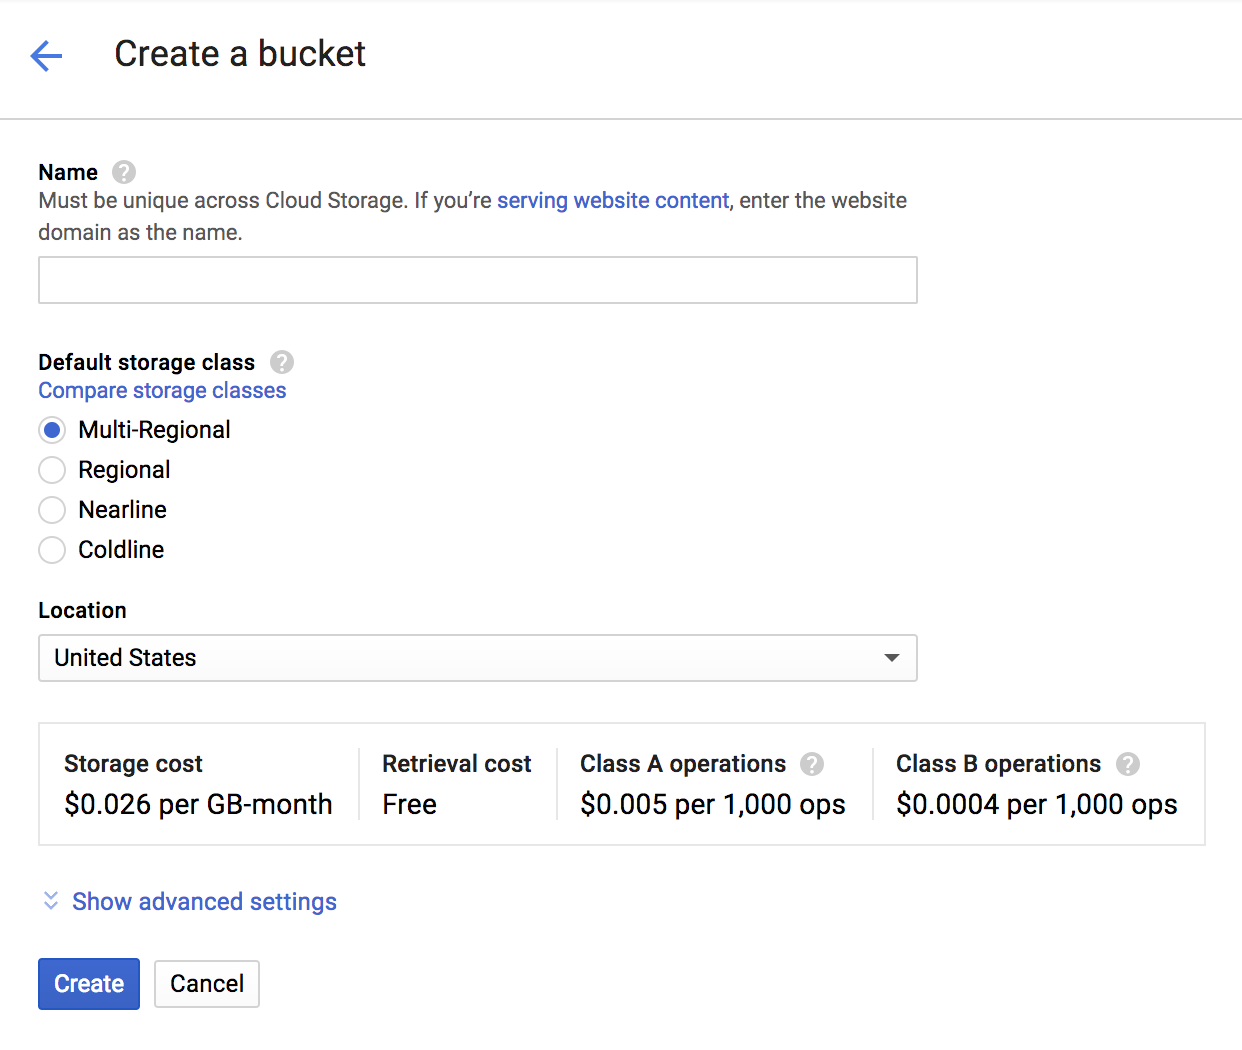 Create a bucket
Name ?
Must be unique across Cloud Storage. If you’re serving website content, enter the website
domain as the name.
Default storage class ?
Compare storage classes
Multi-Regional
Regional
Nearline
Coldline
Location
United States
Storage cost
$0.026 per GB-month
Retrieval cost
Free
Class A operations ?
$0.005 per 1,000 ops
Class B operations ?
$0.0004 per 1,000 ops
Show advanced settings
Create
Cancel